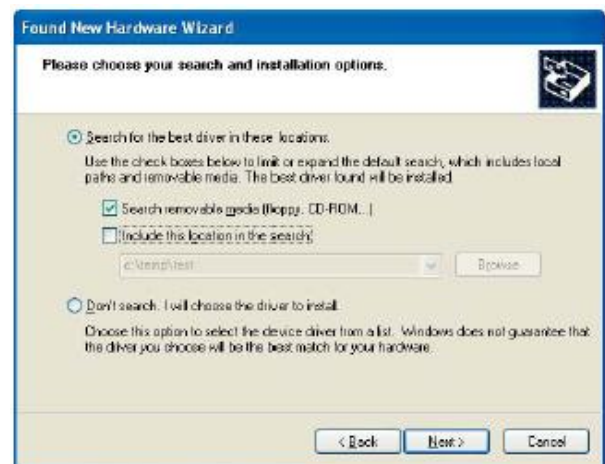 Found New Hardware Wizard
Please choose your search and installation options.
Search for the best driver in these locations.
Use the check boxes below to limit or expand the default search, which includes local
paths and removable media. The best driver found will be installed.
Search removable media (floppy, CD-ROM...)
Include this location in the search:
c:\temp\test
Browse
Don't search. I will choose the driver to install.
Choose this option to select the device driver from a list. Windows does not guarantee that
the driver you choose will be the best match for your hardware.
< Back Next > Cancel